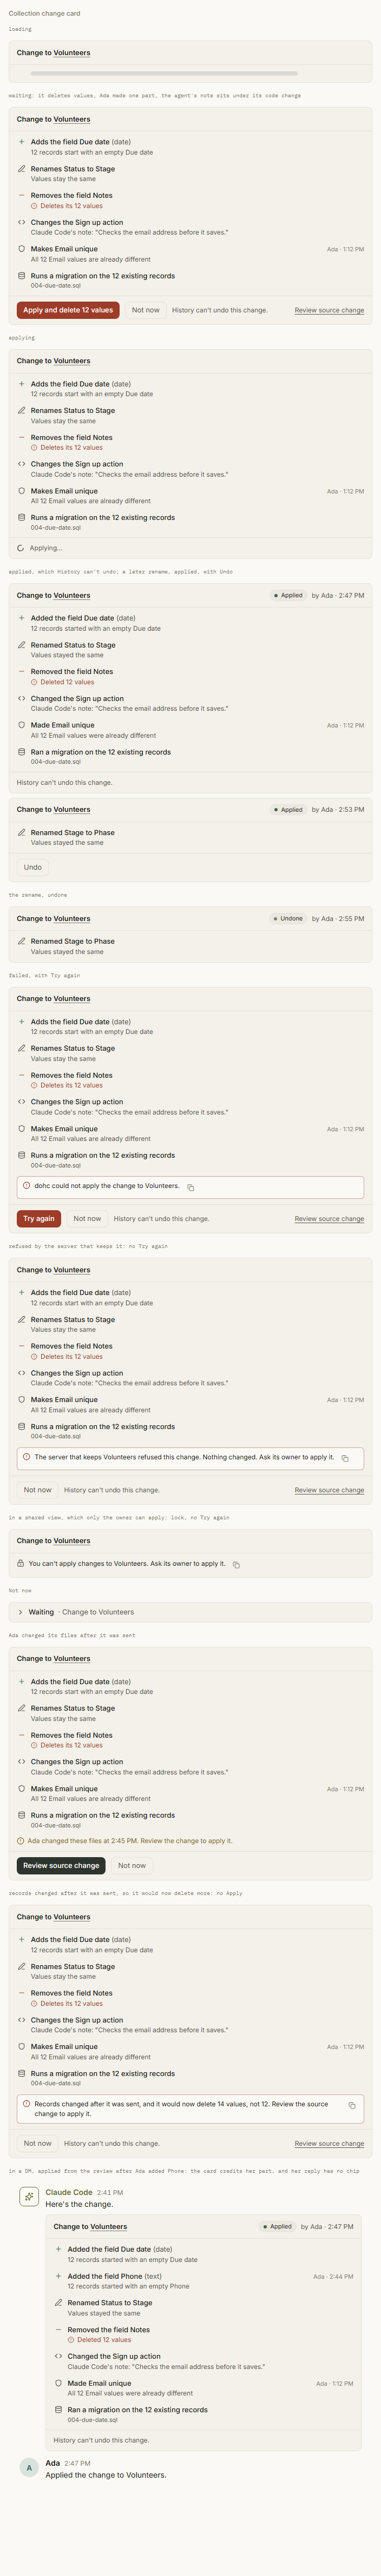 Collection change card
loading
Change to Volunteers
waiting: it deletes values, Ada made one part, the agent's note sits under its code change
Change to Volunteers
Adds the field Due date (date)
12 records start with an empty Due date
Renames Status to Stage
Values stay the same
Removes the field Notes
Deletes its 12 values
Changes the Sign up action
Claude Code's note: "Checks the email address before it saves."
Makes Email unique
Ada · 1:12 PM
All 12 Email values are already different
Runs a migration on the 12 existing records
004-due-date.sql
Apply and delete 12 values
Not now
History can't undo this change.
Review source change
applying
Change to Volunteers
Adds the field Due date (date)
12 records start with an empty Due date
Renames Status to Stage
Values stay the same
Removes the field Notes
Deletes its 12 values
Changes the Sign up action
Claude Code's note: "Checks the email address before it saves."
Makes Email unique
Ada · 1:12 PM
All 12 Email values are already different
Runs a migration on the 12 existing records
004-due-date.sql
Applying...
applied, which History can't undo; a later rename, applied, with Undo
Change to Volunteers
Applied
by Ada · 2:47 PM
Added the field Due date (date)
12 records started with an empty Due date
Renamed Status to Stage
Values stayed the same
Removed the field Notes
Deleted 12 values
Changed the Sign up action
Claude Code's note: "Checks the email address before it saves."
Made Email unique
Ada · 1:12 PM
All 12 Email values were already different
Ran a migration on the 12 existing records
004-due-date.sql
History can't undo this change.
Change to Volunteers
Applied
by Ada · 2:53 PM
Renamed Stage to Phase
Values stayed the same
Undo
the rename, undone
Change to Volunteers
Undone
by Ada · 2:55 PM
Renamed Stage to Phase
Values stayed the same
failed, with Try again
Change to Volunteers
Adds the field Due date (date)
12 records start with an empty Due date
Renames Status to Stage
Values stay the same
Removes the field Notes
Deletes its 12 values
Changes the Sign up action
Claude Code's note: "Checks the email address before it saves."
Makes Email unique
Ada · 1:12 PM
All 12 Email values are already different
Runs a migration on the 12 existing records
004-due-date.sql
dohc could not apply the change to Volunteers.
Try again
Not now
History can't undo this change.
Review source change
refused by the server that keeps it: no Try again
Change to Volunteers
Adds the field Due date (date)
12 records start with an empty Due date
Renames Status to Stage
Values stay the same
Removes the field Notes
Deletes its 12 values
Changes the Sign up action
Claude Code's note: "Checks the email address before it saves."
Makes Email unique
Ada · 1:12 PM
All 12 Email values are already different
Runs a migration on the 12 existing records
004-due-date.sql
The server that keeps Volunteers refused this change. Nothing changed. Ask its owner to apply it.
Not now
History can't undo this change.
Review source change
in a shared view, which only the owner can apply: lock, no Try again
Change to Volunteers
You can't apply changes to Volunteers. Ask its owner to apply it.
Not now
Waiting · Change to Volunteers
Ada changed its files after it was sent
Change to Volunteers
Adds the field Due date (date)
12 records start with an empty Due date
Renames Status to Stage
Values stay the same
Removes the field Notes
Deletes its 12 values
Changes the Sign up action
Claude Code's note: "Checks the email address before it saves."
Makes Email unique
Ada · 1:12 PM
All 12 Email values are already different
Runs a migration on the 12 existing records
004-due-date.sql
Ada changed these files at 2:45 PM. Review the change to apply it.
Review source change
Not now
records changed after it was sent, so it would now delete more: no Apply
Change to Volunteers
Adds the field Due date (date)
12 records start with an empty Due date
Renames Status to Stage
Values stay the same
Removes the field Notes
Deletes its 12 values
Changes the Sign up action
Claude Code's note: "Checks the email address before it saves."
Makes Email unique
Ada · 1:12 PM
All 12 Email values are already different
Runs a migration on the 12 existing records
004-due-date.sql
Records changed after it was sent, and it would now delete 14 values, not 12. Review the source
change to apply it.
Not now
History can't undo this change.
Review source change
in a DM, applied from the review after Ada added Phone: the card credits her part, and her reply has no chip
Claude Code 2:41 PM
Here's the change.
Change to Volunteers
Applied
by Ada · 2:47 PM
Added the field Due date (date)
12 records started with an empty Due date
Added the field Phone (text)
Ada · 2:44 PM
12 records started with an empty Phone
Renamed Status to Stage
Values stayed the same
Removed the field Notes
Deleted 12 values
Changed the Sign up action
Claude Code's note: "Checks the email address before it saves."
Made Email unique
Ada · 1:12 PM
All 12 Email values were already different
Ran a migration on the 12 existing records
004-due-date.sql
History can't undo this change.
A
Ada 2:47 PM
Applied the change to Volunteers.